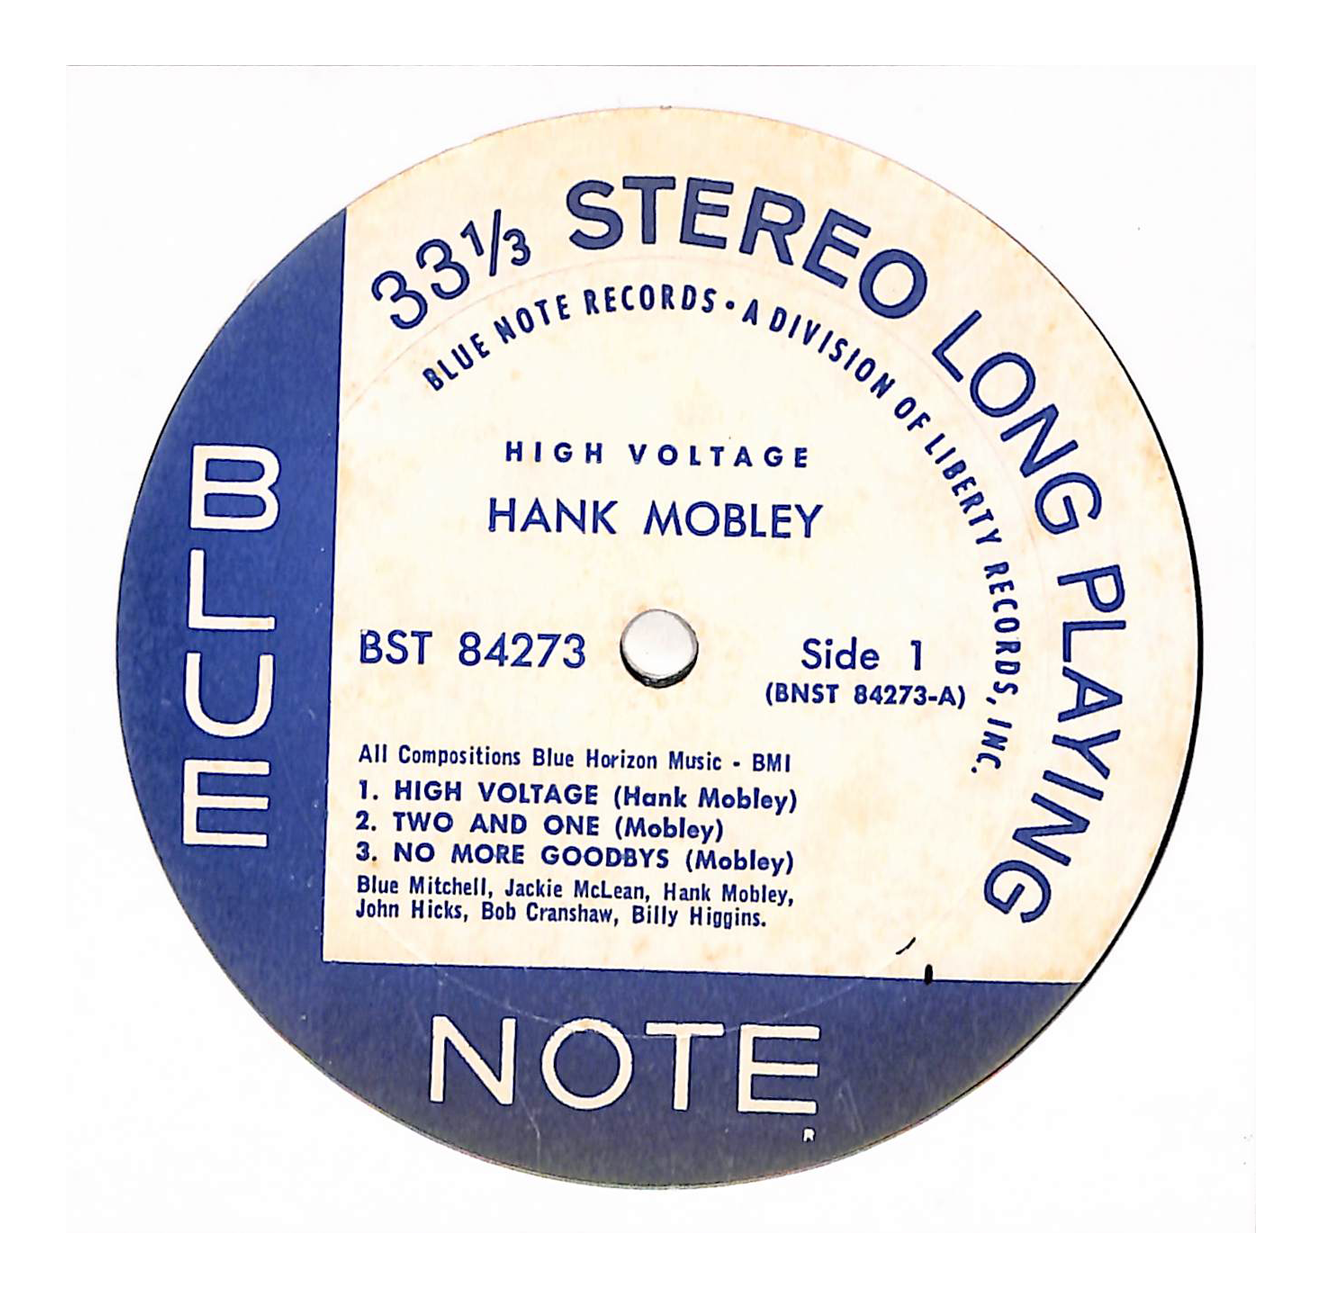 33⅓ STEREO LONG PLAYING
BLUE NOTE RECORDS • A DIVISION OF LIBERTY RECORDS, INC.
HIGH VOLTAGE
HANK MOBLEY
BST 84273
Side 1
(BNST 84273-A)
All Compositions Blue Horizon Music - BMI
1. HIGH VOLTAGE (Hank Mobley)
2. TWO AND ONE (Mobley)
3. NO MORE GOODBYS (Mobley)
Blue Mitchell, Jackie McLean, Hank Mobley,
John Hicks, Bob Cranshaw, Billy Higgins.
BLUE
NOTE
R